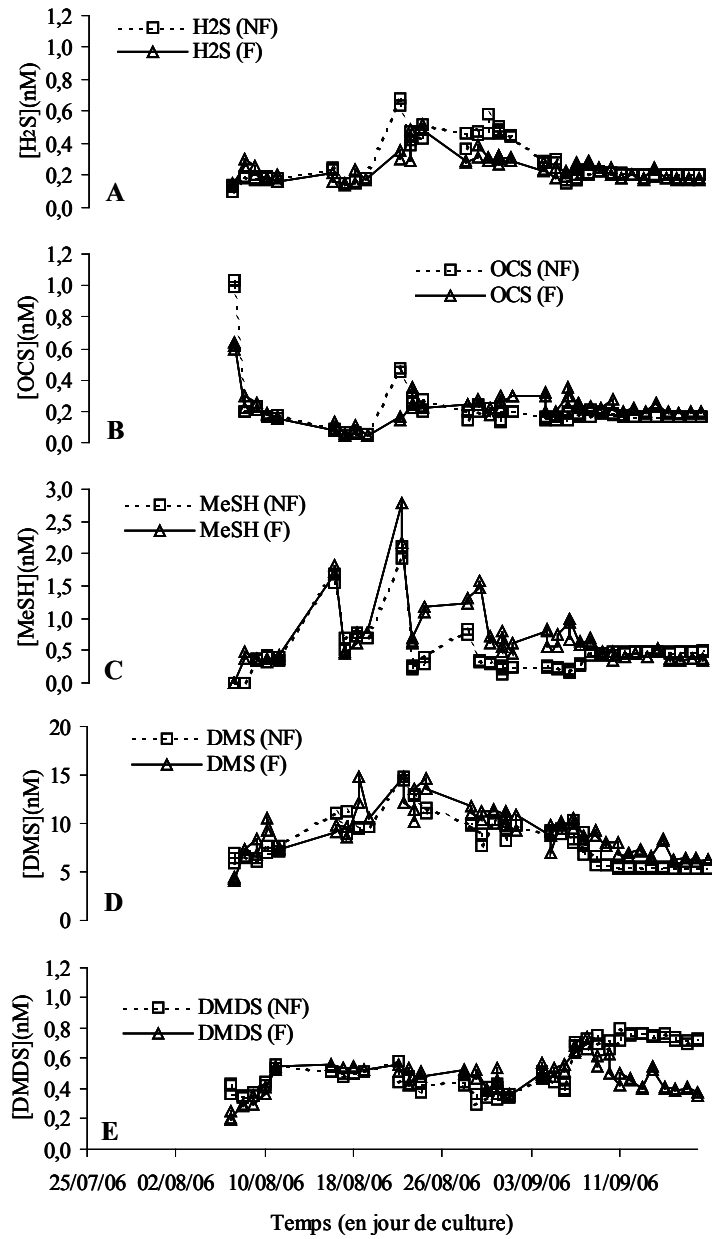 1,2
1,0
0,8
0,6
0,4
0,2
0,0
[H2S](nM)
H2S (NF)
H2S (F)
A
1,2
1,0
0,8
0,6
0,4
0,2
0,0
[OCS](nM)
OCS (NF)
OCS (F)
B
3,0
2,5
2,0
1,5
1,0
0,5
0,0
[MeSH](nM)
MeSH (NF)
MeSH (F)
C
20
15
10
5
0
[DMS](nM)
DMS (NF)
DMS (F)
D
1,2
1,0
0,8
0,6
0,4
0,2
0,0
[DMDS](nM)
DMDS (NF)
DMDS (F)
E
25/07/06 02/08/06 10/08/06 18/08/06 26/08/06 03/09/06 11/09/06
Temps (en jour de culture)